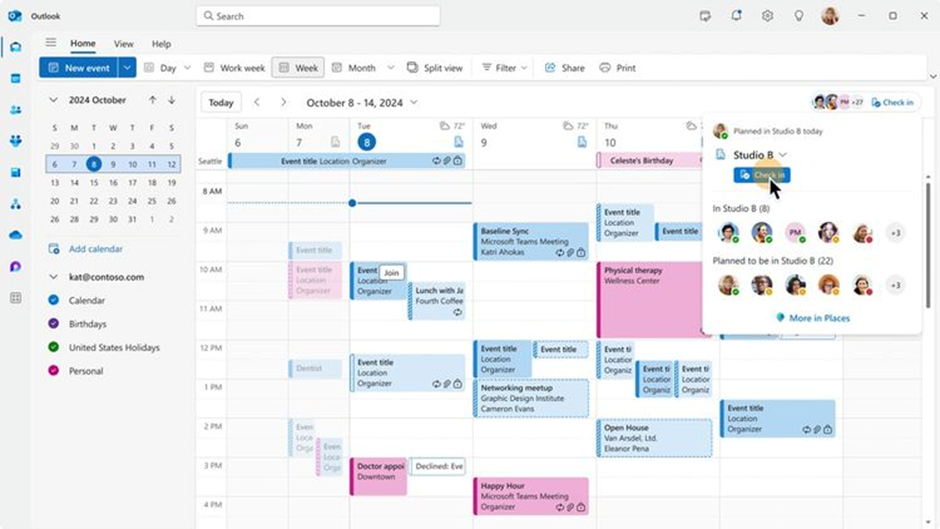 Outlook
Search
Home View Help
New event
Day
Work week
Week
Month
Split view
Filter
Share
Print
2024 October
S M T W T F S
29 30 1 2 3 4 5
6 7 8 9 10 11 12
13 14 15 16 17 18 19
20 21 22 23 24 25 26
26 28 29 30 31 1 2
Add calendar
kat@contoso.com
Calendar
Birthdays
United States Holidays
Personal
Today
October 8 - 14, 2024
PM +27
Check in
Sun
6
Mon
7
Tue
8
72°
Wed
9
72°
Thu
10
7
Seattle
Event title Location Organizer
Celeste's Birthday
8 AM
9 AM
10 AM
11 AM
12 PM
1 PM
2 PM
3 PM
4 PM
Event title
Event title
Location
Organizer
Dentist
Even
Loca
Orga
Even
Loca
Orga
Event
Location
Organizer
Join
Lunch with Ja
Fourth Coffee
Event title
Location
Organizer
Doctor appoi
Downtown
Declined: Eve
Baseline Sync
Microsoft Teams Meeting
Katri Ahokas
Event title
Location
Organizer
Event title
Networking meetup
Graphic Design Institute
Cameron Evans
Happy Hour
Microsoft Teams Meeting
Organizer
Event title
Location
Organizer
Event title
Physical therapy
Wellness Center
Event ti
Location
Organiz
Event ti
Location
Organiz
Event ti
Location
Organiz
Open House
Van Arsdel, Ltd.
Eleanor Pena
Event title
Location
Organizer
Planned in Studio B today
Studio B
Check in
In Studio B (8)
PM
+3
Planned to be in Studio B (22)
+3
More in Places